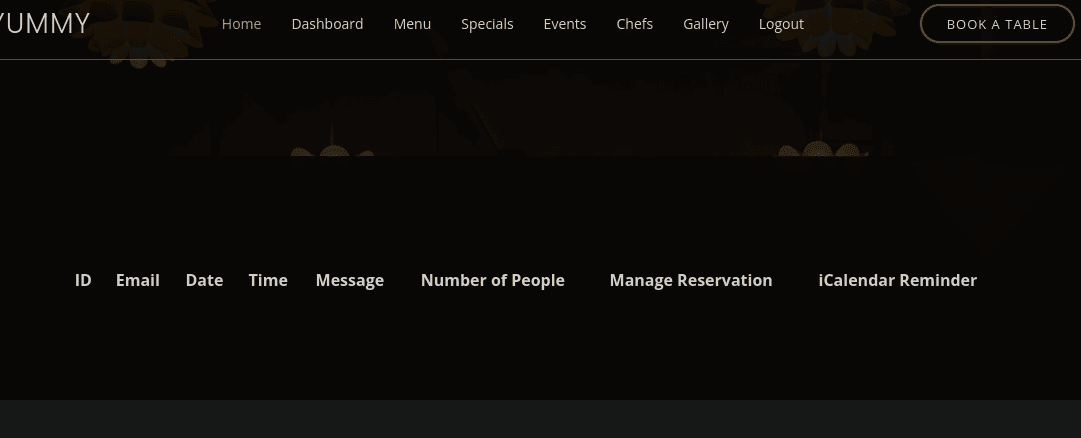 YUMMY Home Dashboard Menu Specials Events Chefs Gallery Logout BOOK A TABLE
ID Email Date Time Message Number of People Manage Reservation iCalendar Reminder